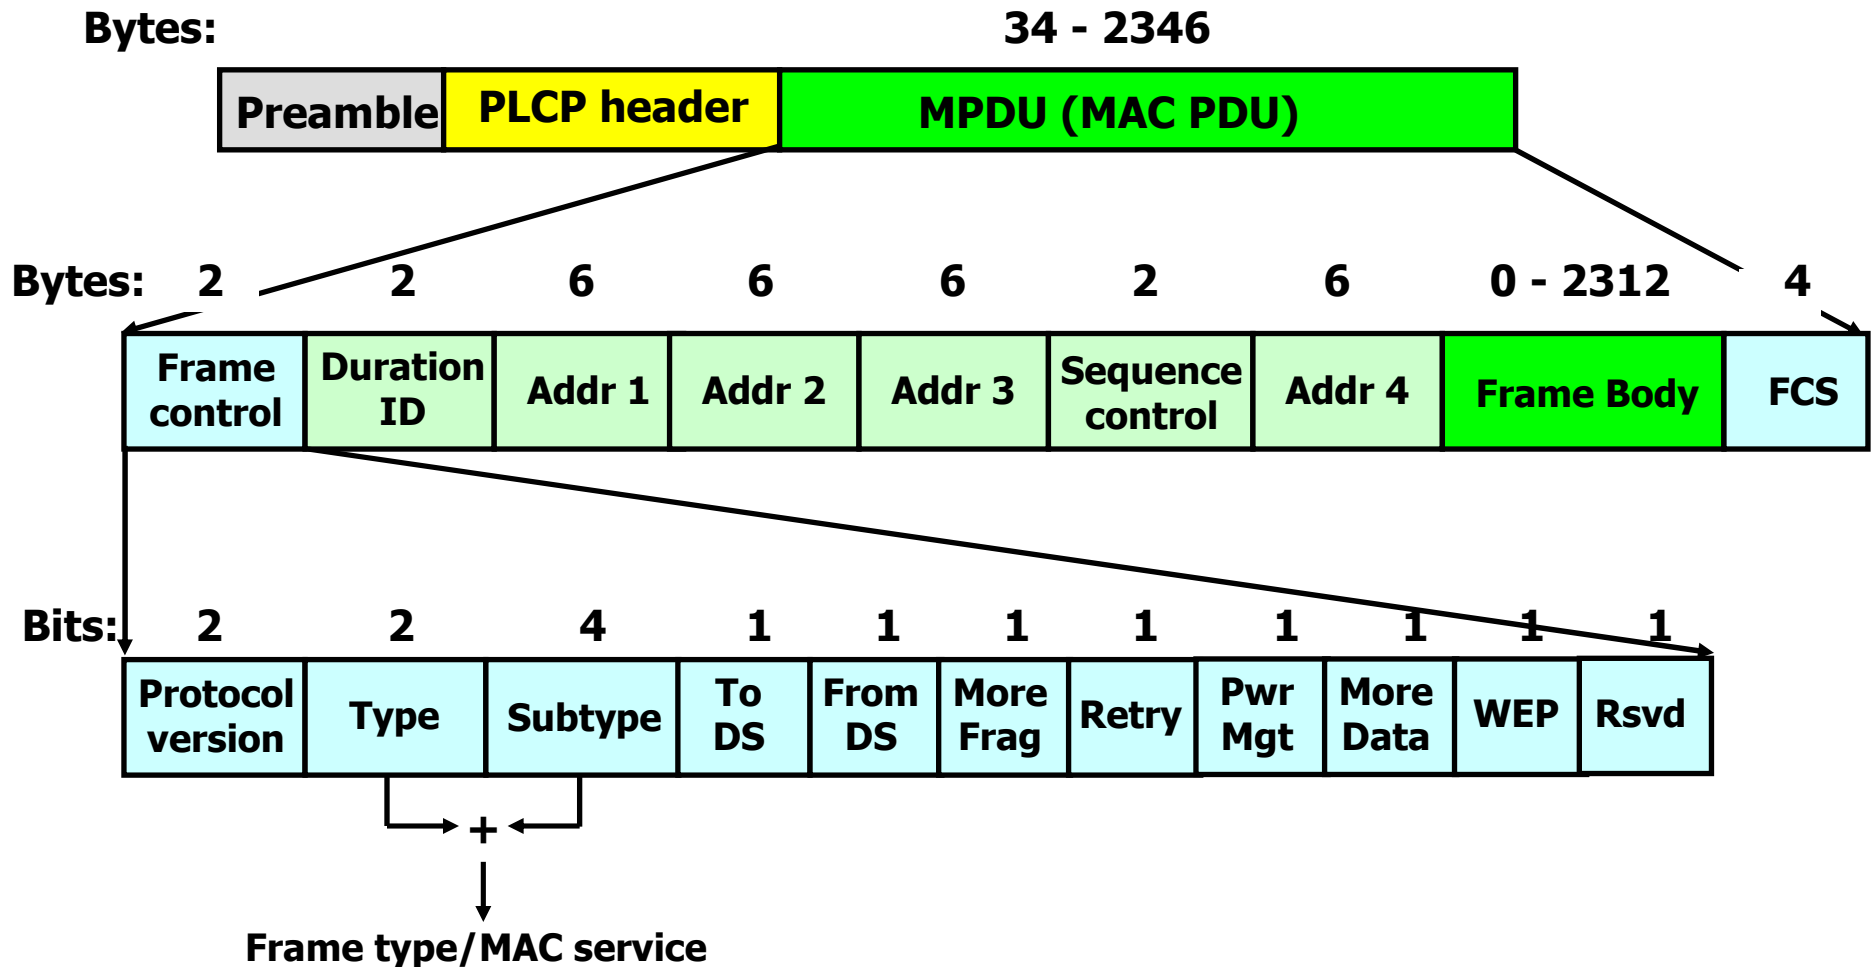 Bytes: 34 - 2346
Preamble PLCP header MPDU (MAC PDU)
Bytes: 2 2 6 6 6 2 6 0 - 2312 4
Frame control
Duration ID
Addr 1
Addr 2
Addr 3
Sequence control
Addr 4
Frame Body
FCS
Bits: 2 2 4 1 1 1 1 1 1 1 1
Protocol version
Type
Subtype
To DS
From DS
More Frag
Retry
Pwr Mgt
More Data
WEP
Rsvd
+
Frame type/MAC service